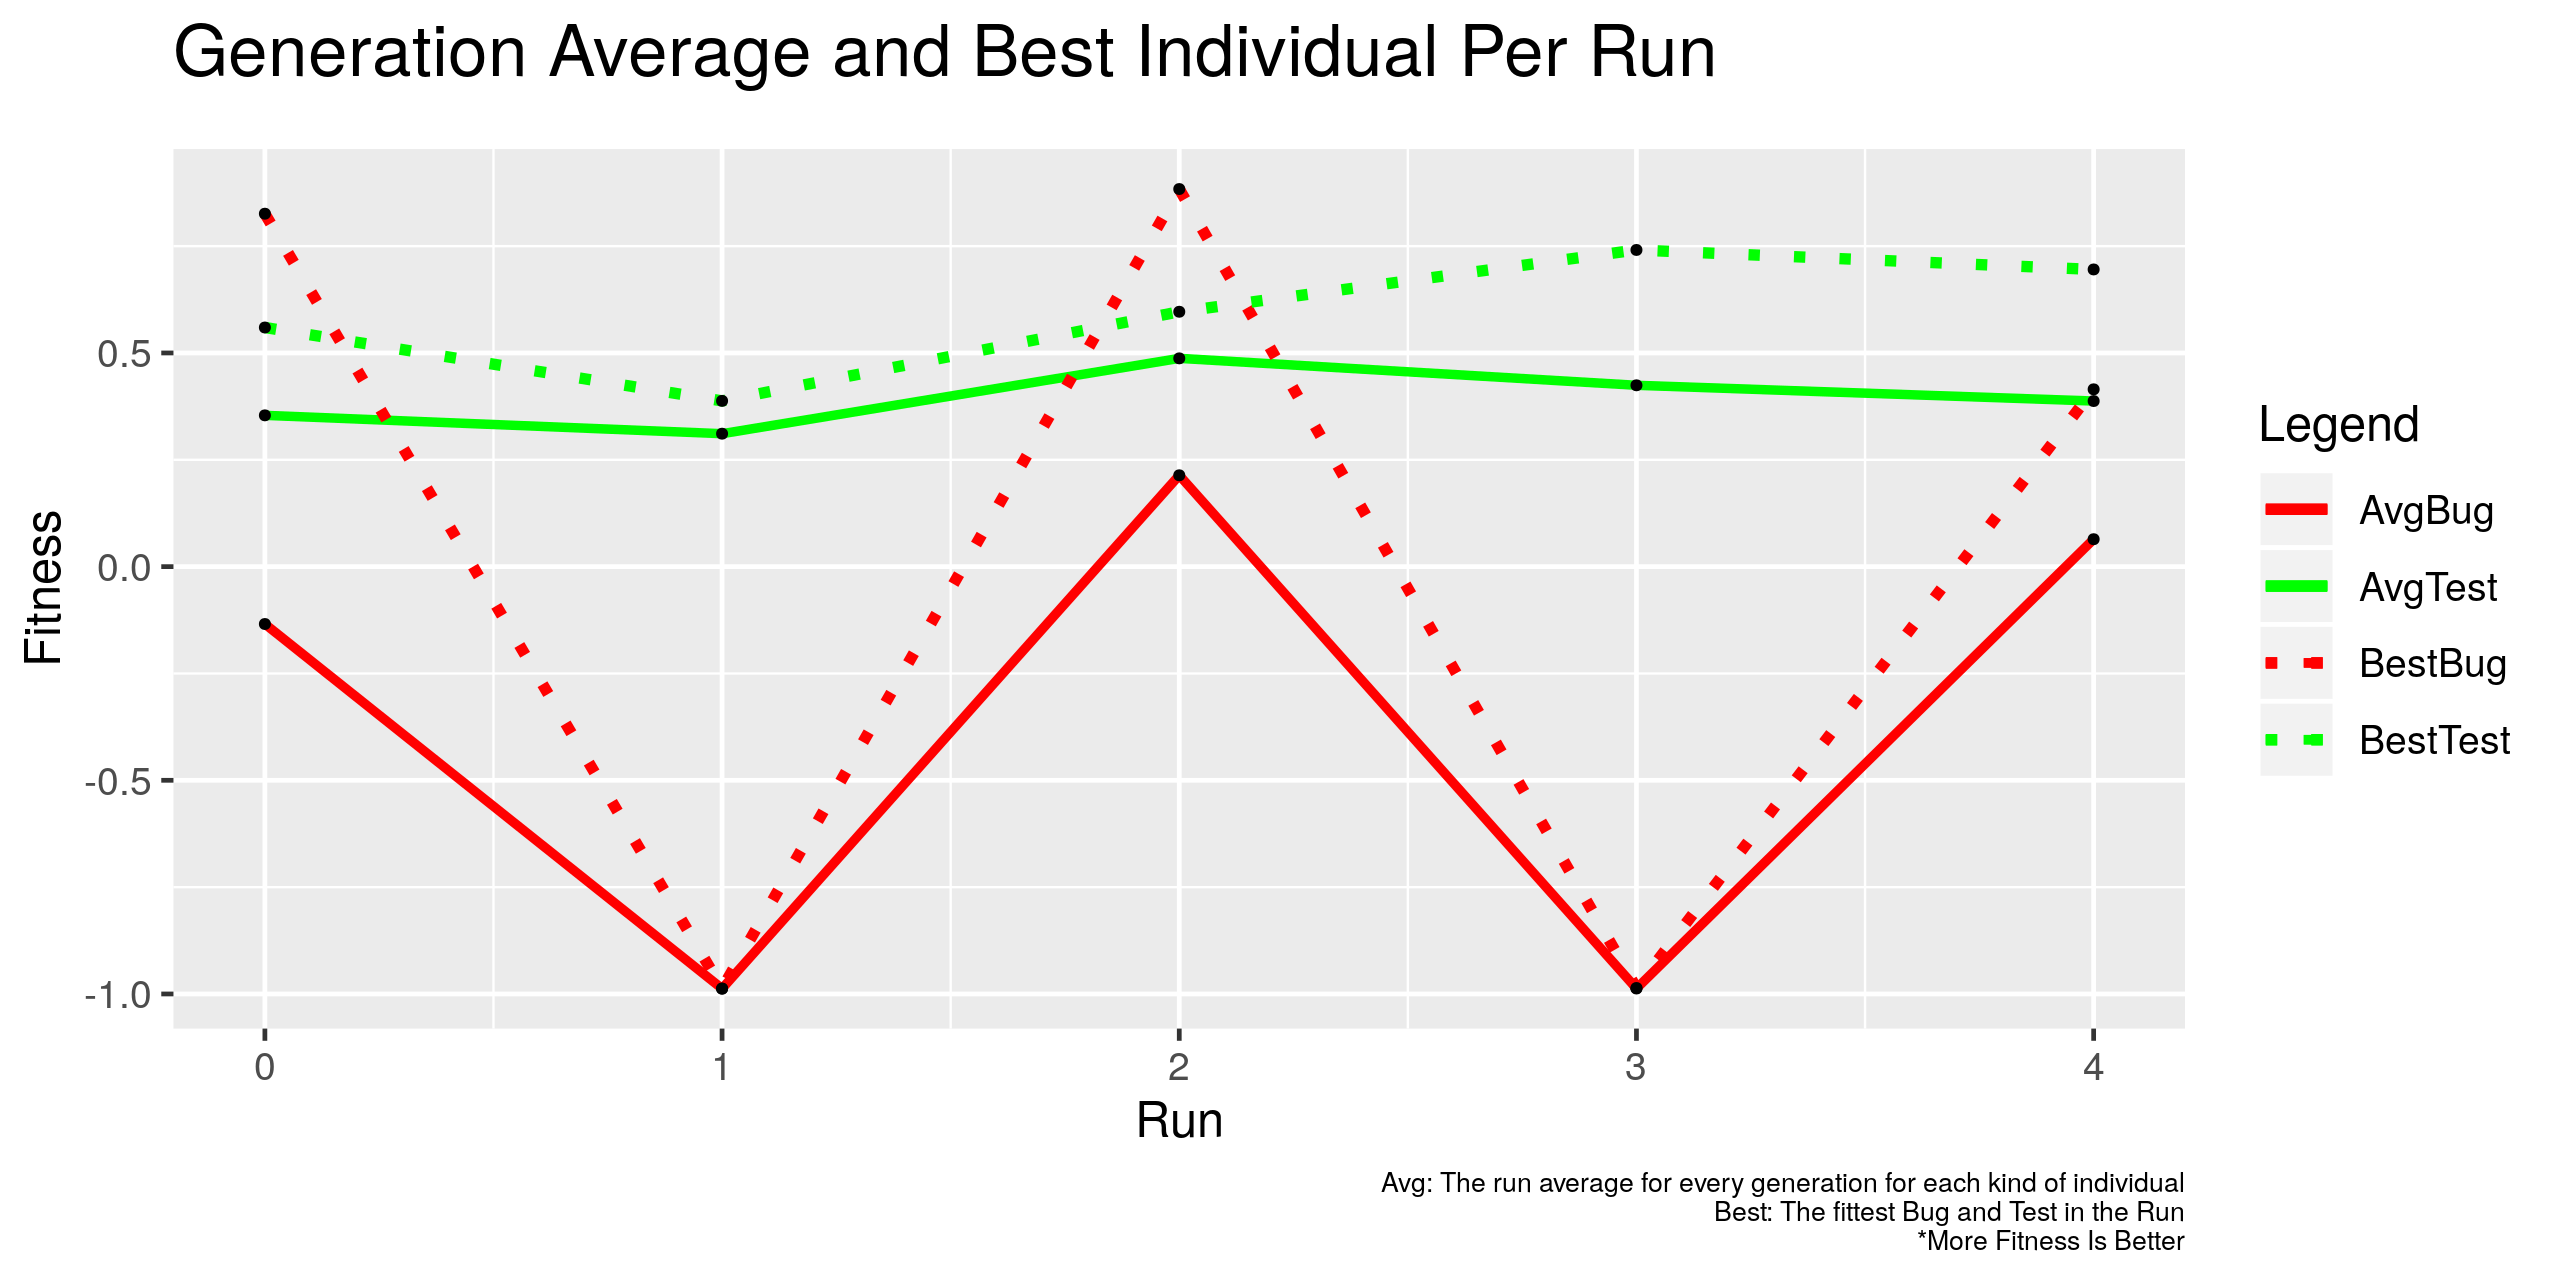 Generation Average and Best Individual Per Run
Fitness
0.5
0.0
-0.5
-1.0
0
1
2
3
4
Run
Legend
AvgBug
AvgTest
BestBug
BestTest
Avg: The run average for every generation for each kind of individual
Best: The fittest Bug and Test in the Run
*More Fitness Is Better